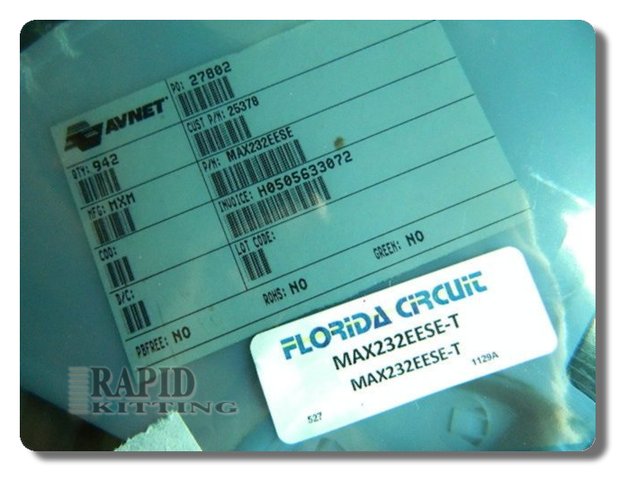 AVNET
PO: 27802
CUST P/N: 25378
QTY: 942
P/N: MAX232EESE
MFG: MXM
INVOICE: H0505633072
COO:
LOT CODE:
D/C:
PBFREE: NO
ROHS: NO
GREEN: NO
FLORIDA CIRCUIT
MAX232EESE-T
MAX232EESE-T
527
1129A
RAPID
KITTING